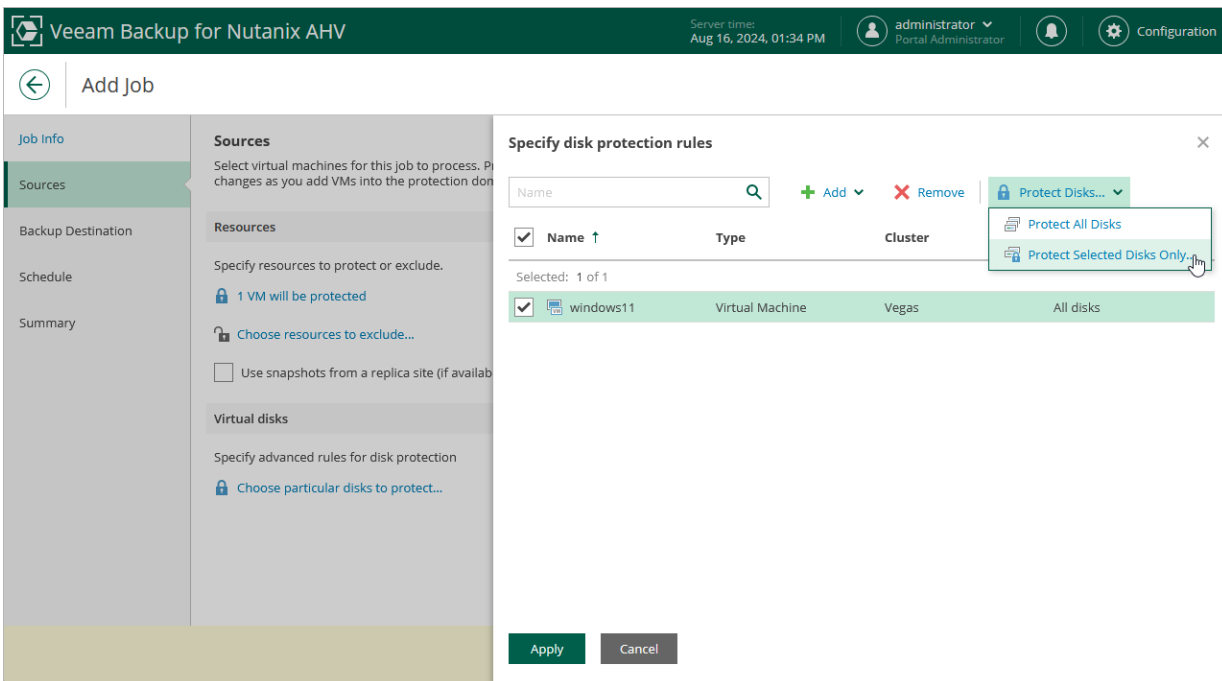 Veeam Backup for Nutanix AHV
Server time:
Aug 16, 2024, 01:34 PM
administrator
Portal Administrator
Configuration
Add Job
Job Info
Sources
Backup Destination
Schedule
Summary
Sources
Select virtual machines for this job to process.
changes as you add VMs into the protection
Resources
Specify resources to protect or exclude.
1 VM will be protected
Choose resources to exclude...
Use snapshots from a replica site (if
Virtual disks
Specify advanced rules for disk protection
Choose particular disks to protect...
Specify disk protection rules
Name
Add
Remove
Protect Disks...
Protect All Disks
Protect Selected Disks Only...
Name ↑
Type
Cluster
Selected: 1 of 1
windows11
Virtual Machine
Vegas
All disks
Apply
Cancel